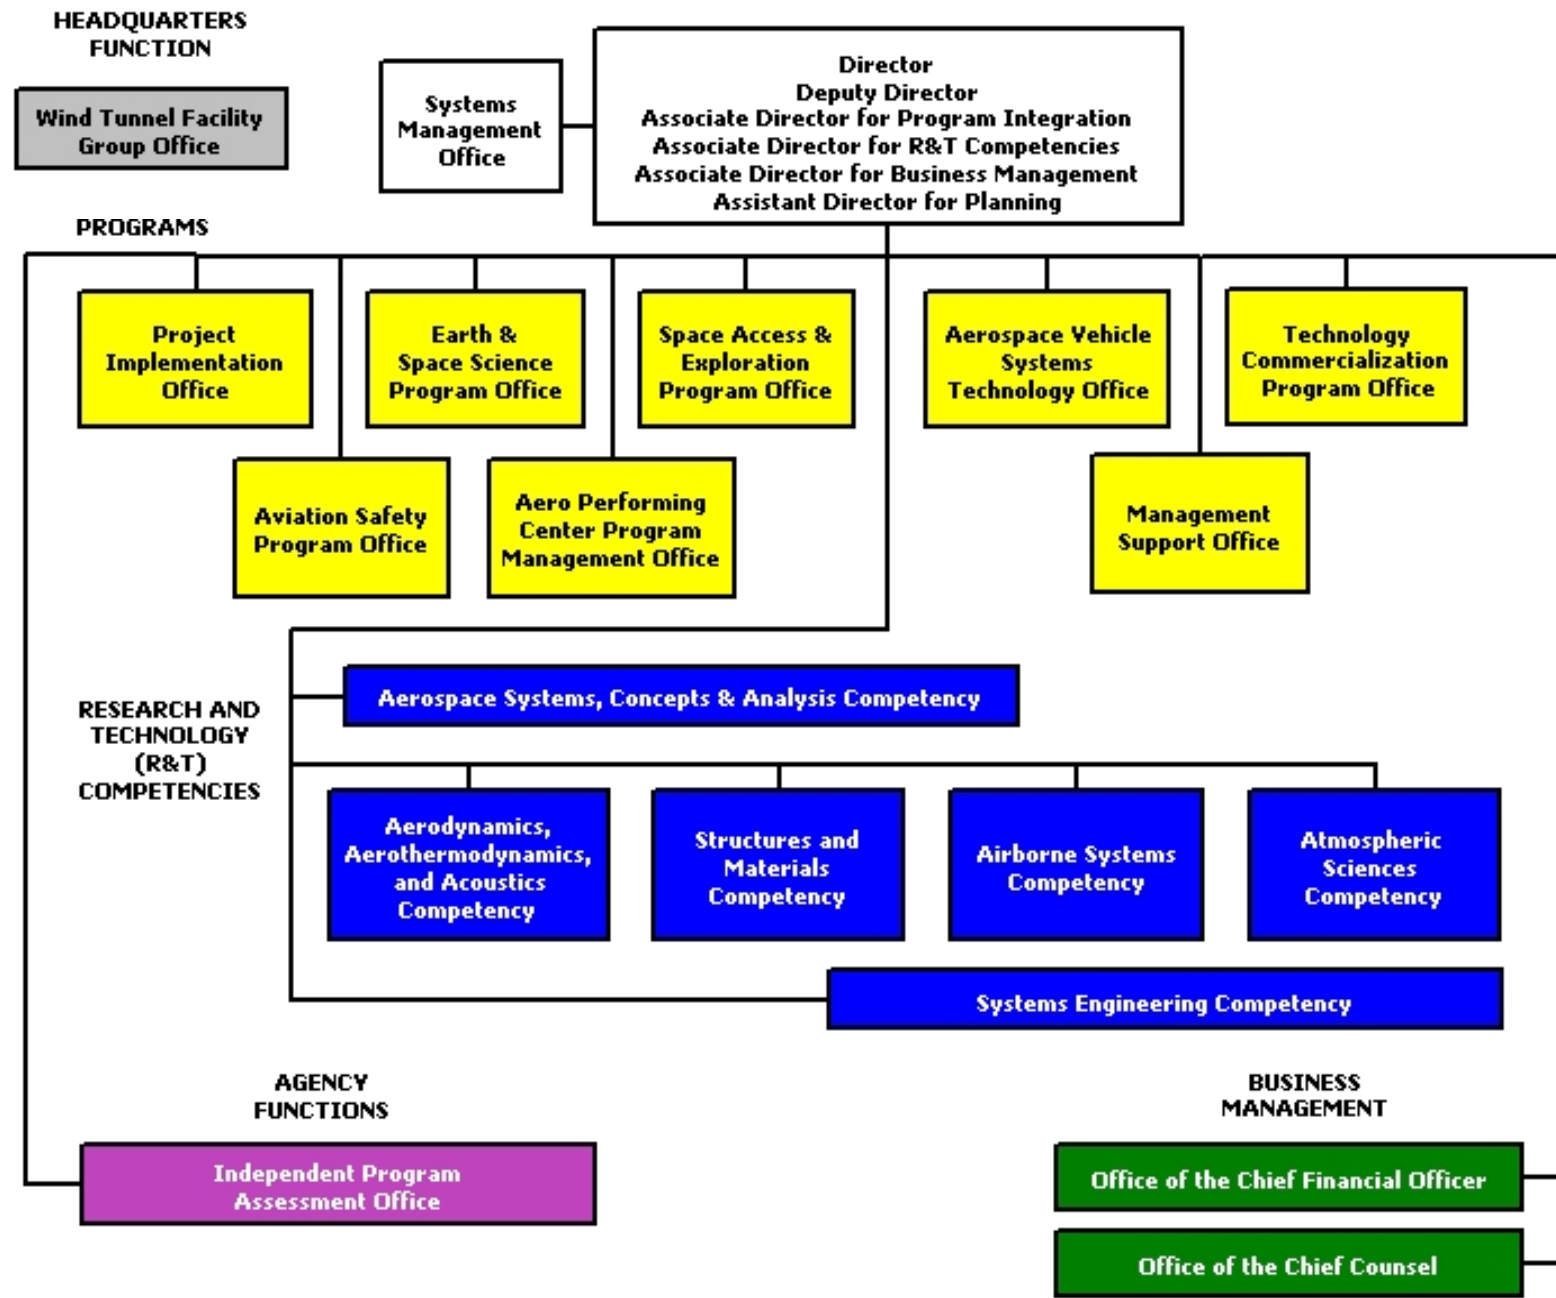 HEADQUARTERS
FUNCTION
Wind Tunnel Facility
Group Office
Systems
Management
Office
Director
Deputy Director
Associate Director for Program Integration
Associate Director for R&T Competencies
Associate Director for Business Management
Assistant Director for Planning
PROGRAMS
Project
Implementation
Office
Earth &
Space Science
Program Office
Space Access &
Exploration
Program Office
Aerospace Vehicle
Systems
Technology Office
Technology
Commercialization
Program Office
Aviation Safety
Program Office
Aero Performing
Center Program
Management Office
Management
Support Office
RESEARCH AND
TECHNOLOGY
(R&T)
COMPETENCIES
Aerospace Systems, Concepts & Analysis Competency
Aerodynamics,
Aerothermodynamics,
and Acoustics
Competency
Structures and
Materials
Competency
Airborne Systems
Competency
Atmospheric
Sciences
Competency
Systems Engineering Competency
AGENCY
FUNCTIONS
Independent Program
Assessment Office
BUSINESS
MANAGEMENT
Office of the Chief Financial Officer
Office of the Chief Counsel